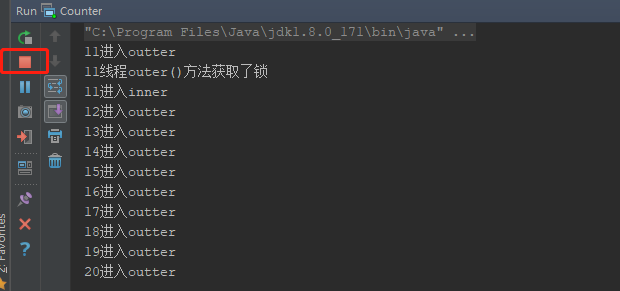 Run Counter
"C:\Program Files\Java\jdk1.8.0_171\bin\java" ...
11进入outter
11线程outer()方法获取了锁
11进入inner
12进入outter
13进入outter
14进入outter
15进入outter
16进入outter
17进入outter
18进入outter
19进入outter
20进入outter
2: Favorites